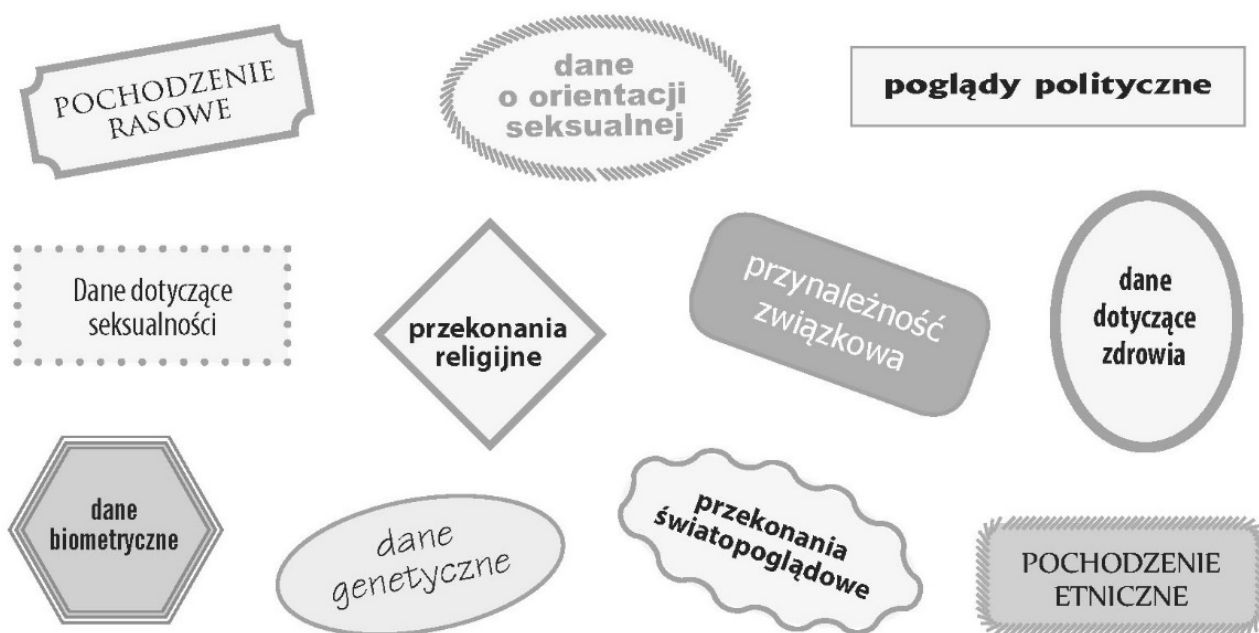 POCHODZENIE
RASOWE
dane
o orientacji
seksualnej
poglądy polityczne
Dane dotyczące
seksualności
przekonania
religijne
przynależność
związkowa
dane
dotyczące
zdrowia
dane
biometryczne
dane
genetyczne
przekonania
światopoglądowe
POCHODZENIE
ETNICZNE